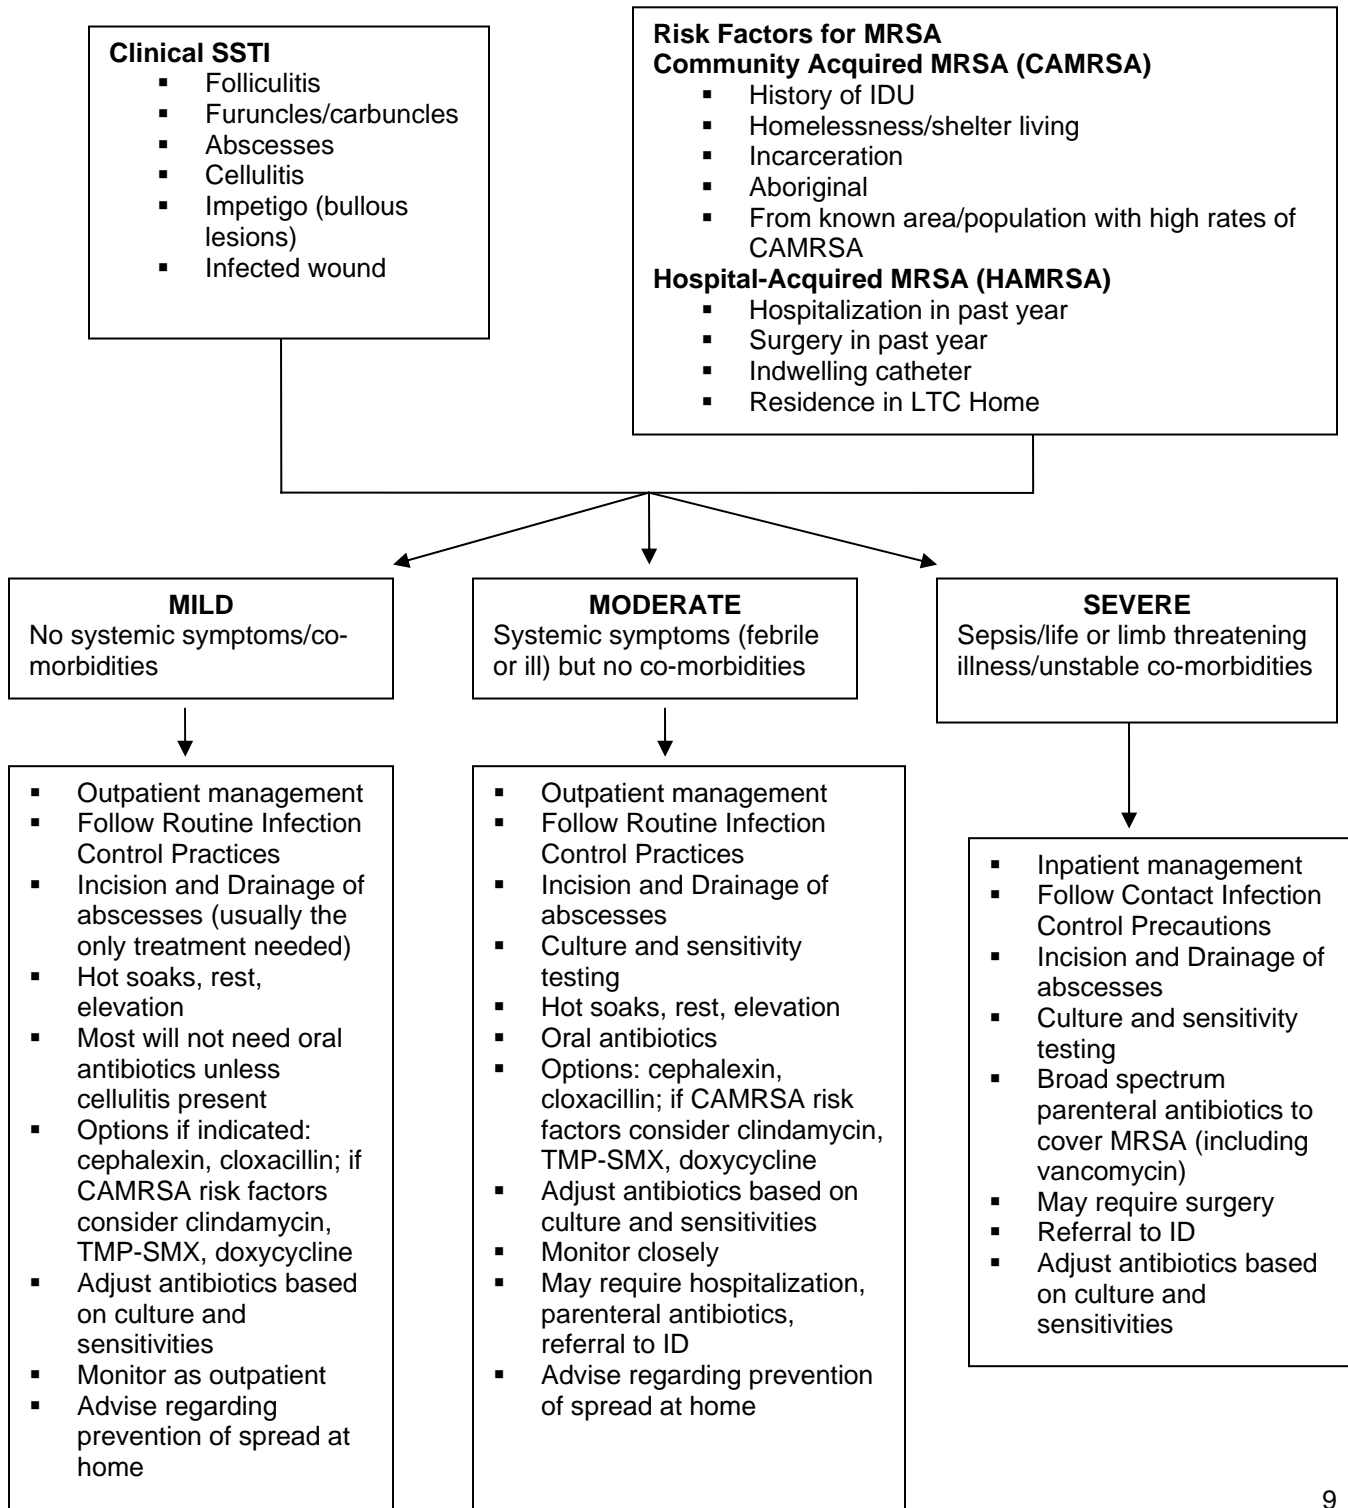 Clinical SSTI
▪ Folliculitis
▪ Furuncles/carbuncles
▪ Abscesses
▪ Cellulitis
▪ Impetigo (bullous
lesions)
▪ Infected wound
Risk Factors for MRSA
Community Acquired MRSA (CAMRSA)
▪ History of IDU
▪ Homelessness/shelter living
▪ Incarceration
▪ Aboriginal
▪ From known area/population with high rates of
CAMRSA
Hospital-Acquired MRSA (HAMRSA)
▪ Hospitalization in past year
▪ Surgery in past year
▪ Indwelling catheter
▪ Residence in LTC Home
MILD
No systemic symptoms/co-
morbidities
MODERATE
Systemic symptoms (febrile
or ill) but no co-morbidities
SEVERE
Sepsis/life or limb threatening
illness/unstable co-morbidities
▪ Outpatient management
▪ Follow Routine Infection
Control Practices
▪ Incision and Drainage of
abscesses (usually the
only treatment needed)
▪ Hot soaks, rest,
elevation
▪ Most will not need oral
antibiotics unless
cellulitis present
▪ Options if indicated:
cephalexin, cloxacillin; if
CAMRSA risk factors
consider clindamycin,
TMP-SMX, doxycycline
▪ Adjust antibiotics based
on culture and
sensitivities
▪ Monitor as outpatient
▪ Advise regarding
prevention of spread at
home
▪ Outpatient management
▪ Follow Routine Infection
Control Practices
▪ Incision and Drainage of
abscesses
▪ Culture and sensitivity
testing
▪ Hot soaks, rest, elevation
▪ Oral antibiotics
▪ Options: cephalexin,
cloxacillin; if CAMRSA risk
factors consider clindamycin,
TMP-SMX, doxycycline
▪ Adjust antibiotics based on
culture and sensitivities
▪ Monitor closely
▪ May require hospitalization,
parenteral antibiotics,
referral to ID
▪ Advise regarding prevention
of spread at home
▪ Inpatient management
▪ Follow Contact Infection
Control Precautions
▪ Incision and Drainage of
abscesses
▪ Culture and sensitivity
testing
▪ Broad spectrum
parenteral antibiotics to
cover MRSA (including
vancomycin)
▪ May require surgery
▪ Referral to ID
▪ Adjust antibiotics based
on culture and
sensitivities
9